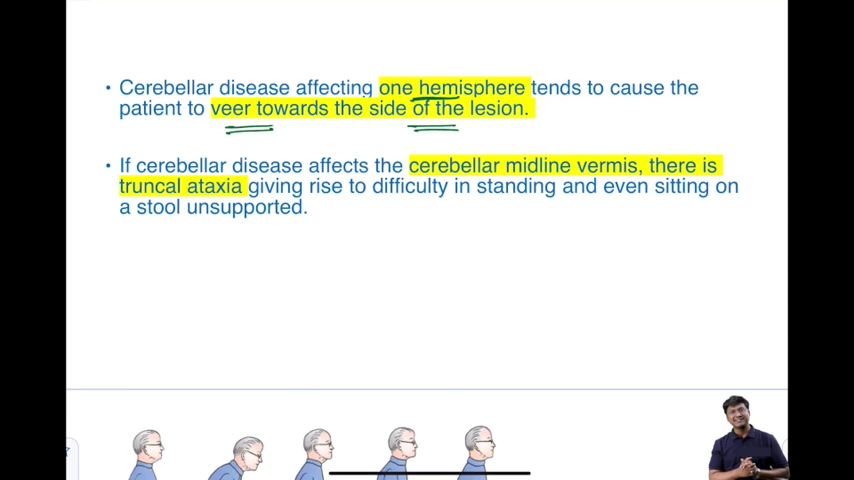 • Cerebellar disease affecting one hemisphere tends to cause the
patient to veer towards the side of the lesion.
• If cerebellar disease affects the cerebellar midline vermis, there is
truncal ataxia giving rise to difficulty in standing and even sitting on
a stool unsupported.